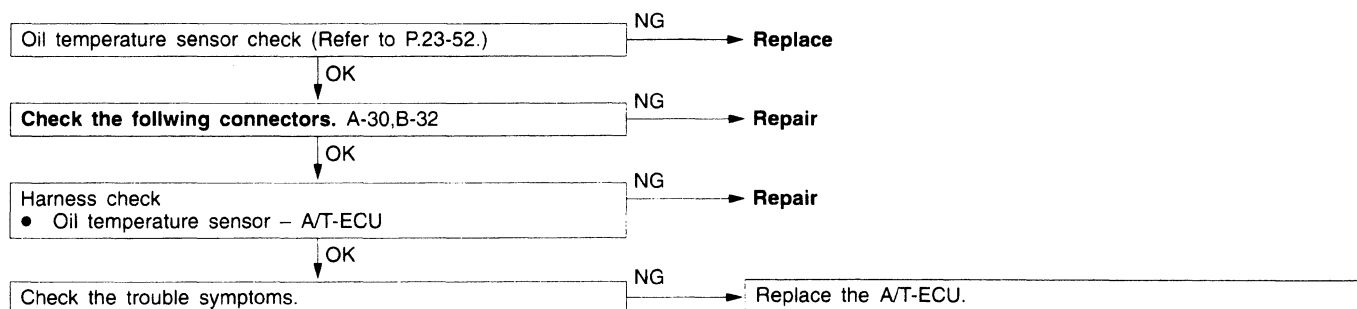 Oil temperature sensor check (Refer to P.23-52.)
NG
Replace
OK
Check the follwing connectors. A-30,B-32
NG
Repair
OK
Harness check
● Oil temperature sensor – A/T-ECU
NG
Repair
OK
Check the trouble symptoms.
NG
Replace the A/T-ECU.